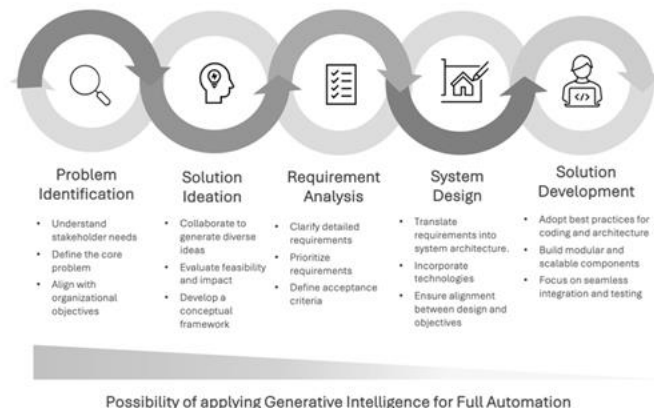 Problem
Identification
• Understand
stakeholder needs
• Define the core
problem
• Align with
organizational
objectives
Solution
Ideation
• Collaborate to
generate diverse
ideas
• Evaluate feasibility
and impact
• Develop a
conceptual
framework
Requirement
Analysis
• Clarify detailed
requirements
• Prioritize
requirements
• Define acceptance
criteria
System
Design
• Translate
requirements into
system architecture.
• Incorporate
technologies
• Ensure alignment
between design and
objectives
</>
Solution
Development
• Adopt best practices for
coding and architecture
• Build modular and
scalable components
• Focus on seamless
integration and testing
Possibility of applying Generative Intelligence for Full Automation